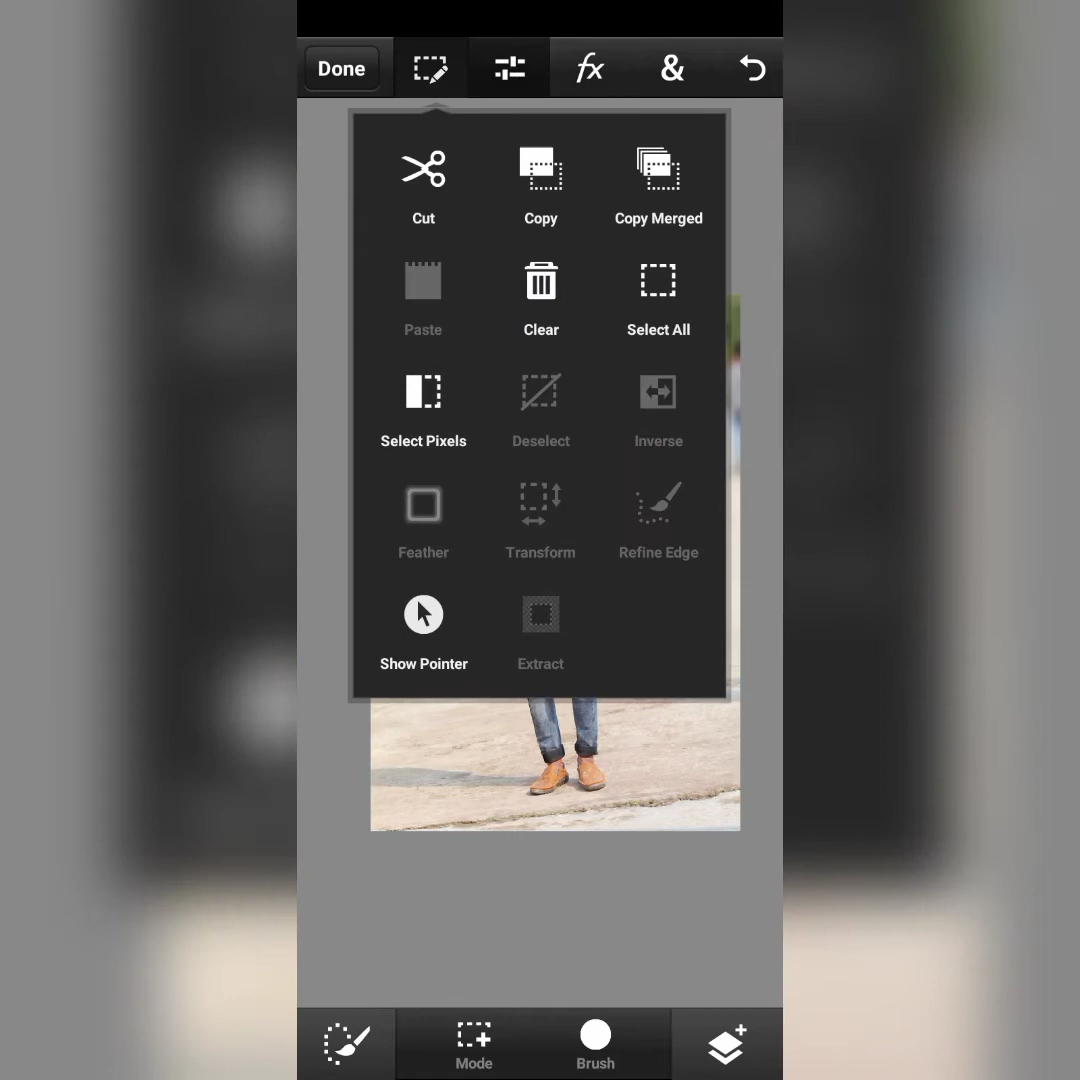 Done
fx
&
Cut
Copy
Copy Merged
Paste
Clear
Select All
Select Pixels
Deselect
Inverse
Feather
Transform
Refine Edge
Show Pointer
Extract
Mode
Brush